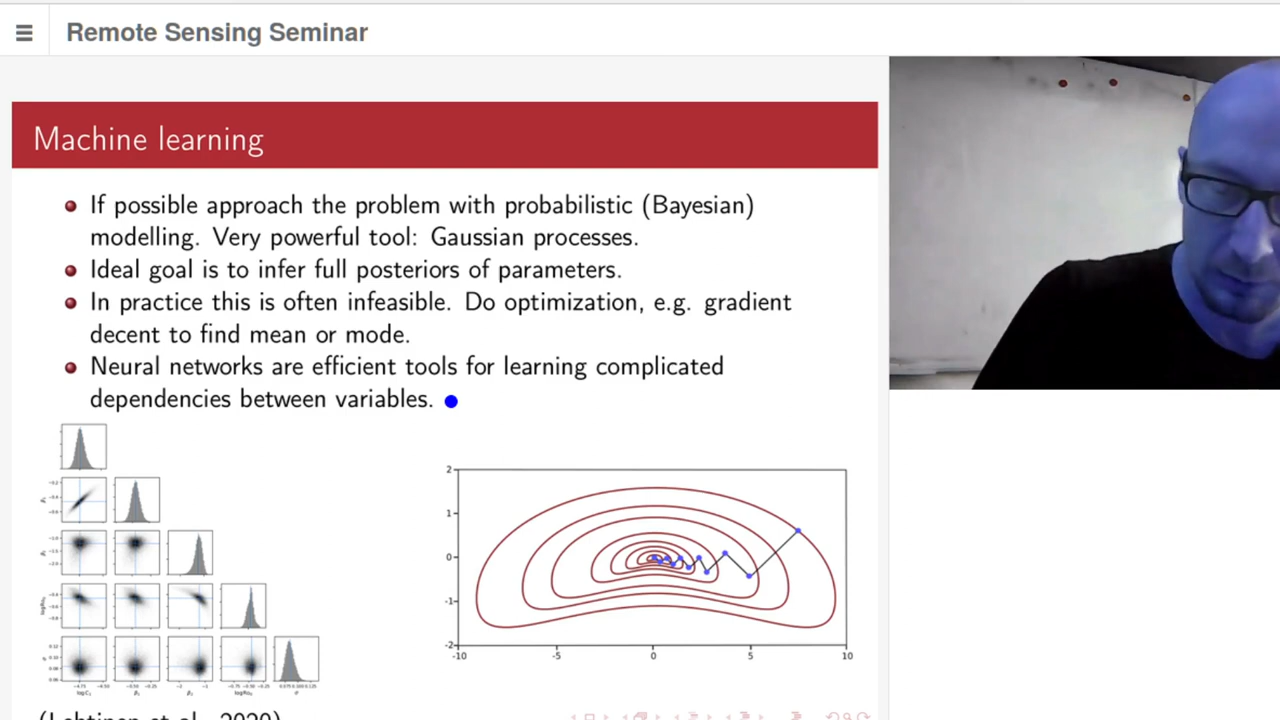 Remote Sensing Seminar
Machine learning
If possible approach the problem with probabilistic (Bayesian)
modelling. Very powerful tool: Gaussian processes.
Ideal goal is to infer full posteriors of parameters.
In practice this is often infeasible. Do optimization, e.g. gradient
decent to find mean or mode.
Neural networks are efficient tools for learning complicated
dependencies between variables.
2
1
0
-1
-2
-10 -5 0 5 10